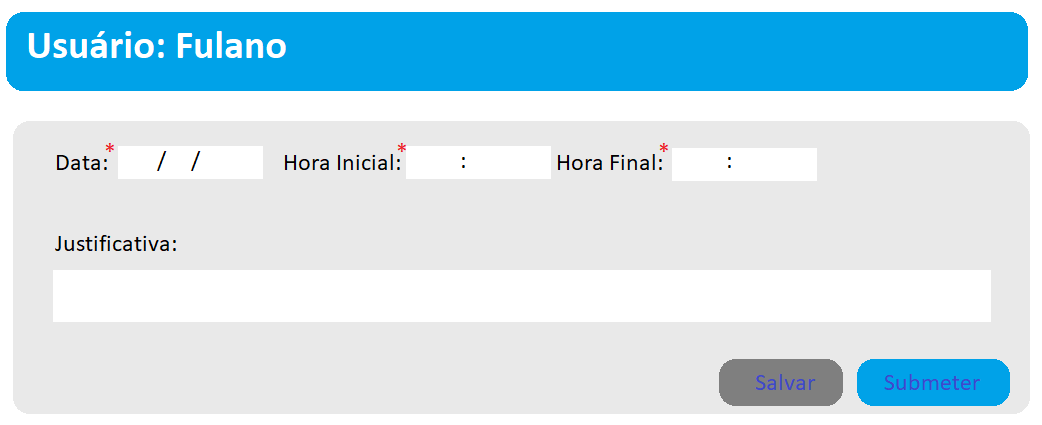 Usuário: Fulano
Data:* / / Hora Inicial:* : Hora Final:* :
Justificativa:
Salvar Submeter